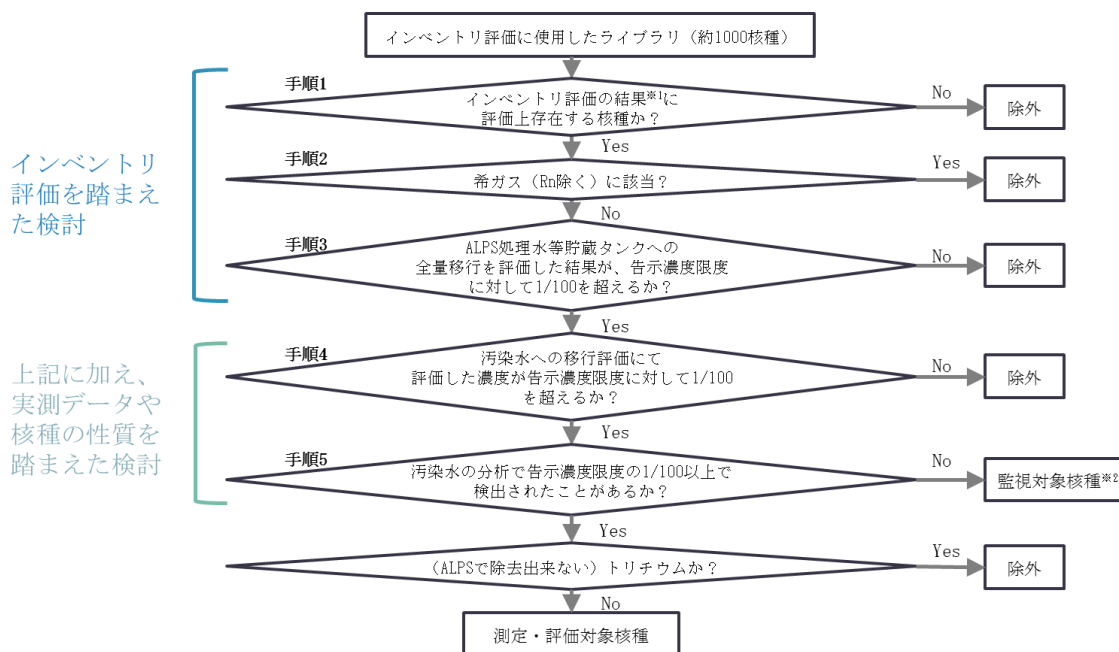 インベントリ評価に使用したライブラリ（約1000核種）
手順1
インベントリ評価の結果※1に
評価上存在する核種か？
No
除外
Yes
手順2
希ガス（Rn除く）に該当？
Yes
除外
No
手順3
ALPS処理水等貯蔵タンクへの
全量移行を評価した結果が、告示濃度限度
に対して1/100を超えるか？
No
除外
Yes
インベントリ
評価を踏まえ
た検討
手順4
汚染水への移行評価にて
評価した濃度が告示濃度限度に対して1/100
を超えるか？
No
除外
Yes
手順5
汚染水の分析で告示濃度限度の1/100以上で
検出されたことがあるか？
No
監視対象核種※2
Yes
上記に加え、
実測データや
核種の性質を
踏まえた検討
（ALPSで除去出来ない）トリチウムか？
Yes
除外
No
測定・評価対象核種